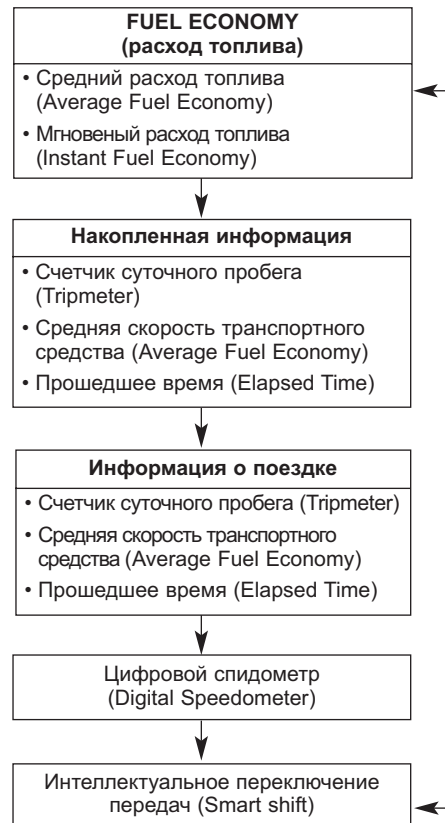 FUEL ECONOMY
(расход топлива)
• Средний расход топлива
(Average Fuel Economy)
• Мгновеный расход топлива
(Instant Fuel Economy)
Накопленная информация
• Счетчик суточного пробега
(Tripmeter)
• Средняя скорость транспортного
средства (Average Fuel Economy)
• Прошедшее время (Elapsed Time)
Информация о поездке
• Счетчик суточного пробега (Tripmeter)
• Средняя скорость транспортного
средства (Average Fuel Economy)
• Прошедшее время (Elapsed Time)
Цифровой спидометр
(Digital Speedometer)
Интеллектуальное переключение
передач (Smart shift)